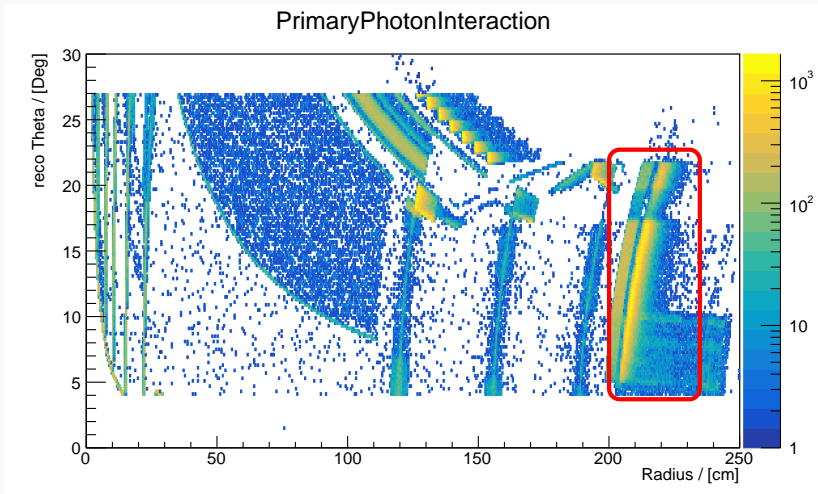 PrimaryPhotonInteraction
reco Theta / [Deg]
30
25
20
15
10
5
0
0 50 100 150 200 250
Radius / [cm]
10³
10²
10
1